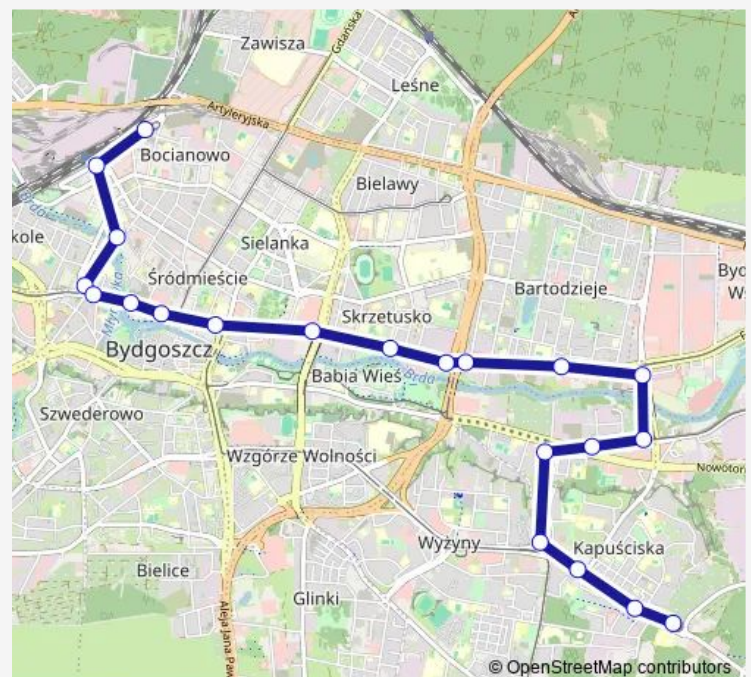 Zawisza
Gdańska
Leśne
Artyleryjska
Bocianowo
Bielawy
Brda
kole
Sielanka
Śródmieście
Bartodzieje
Skrzetusko
Bydgoszcz
Babia Wieś
Brda
Szwederowo
Wzgórze Wolności
Nowotor
Wyżyny
Kapuściska
Bielice
Glinki
Aleja Jana Paw
© OpenStreetMap contributors